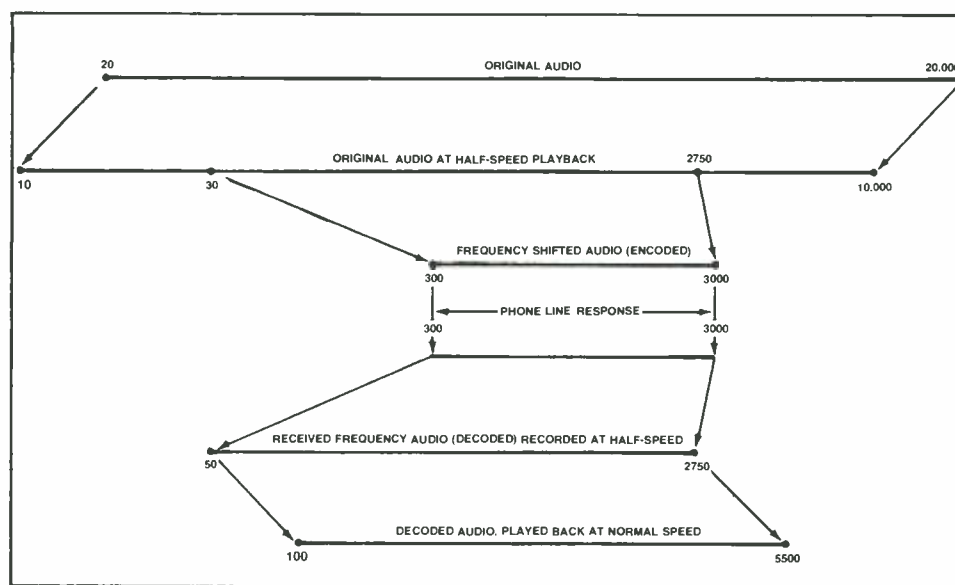 ORIGINAL AUDIO
20
20.000
ORIGINAL AUDIO AT HALF-SPEED PLAYBACK
2750
10
30
10.000
FREQUENCY SHIFTED AUDIO (ENCODED)
300
3000
PHONE LINE RESPONSE
300
3000
RECEIVED FREQUENCY AUDIO (DECODED) RECORDED AT HALF-SPEED
50
2750
DECODED AUDIO, PLAYED BACK AT NORMAL SPEED
100
5500